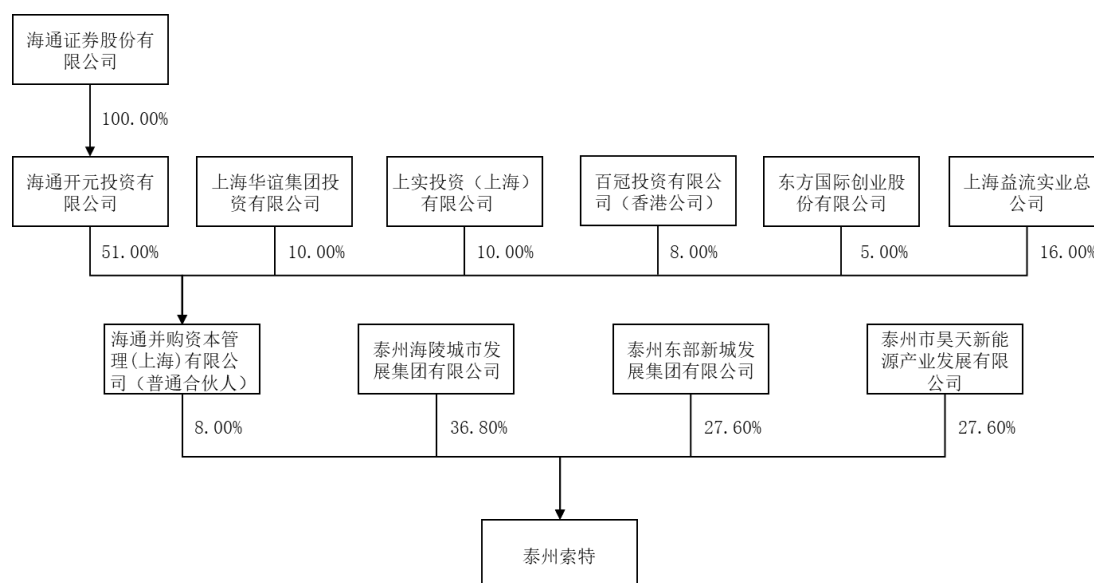 海通证券股份有
限公司
100.00%
海通开元投资有
限公司
上海华谊集团投
资有限公司
上实投资（上海）
有限公司
百冠投资有限公
司（香港公司）
东方国际创业股
份有限公司
上海益流实业总
公司
51.00%
10.00%
10.00%
8.00%
5.00%
16.00%
海通并购资本管
理(上海)有限公
司（普通合伙人）
泰州海陵城市发
展集团有限公司
泰州东部新城发
展集团有限公司
泰州市昊天新能
源产业发展有限
公司
8.00%
36.80%
27.60%
27.60%
泰州索特